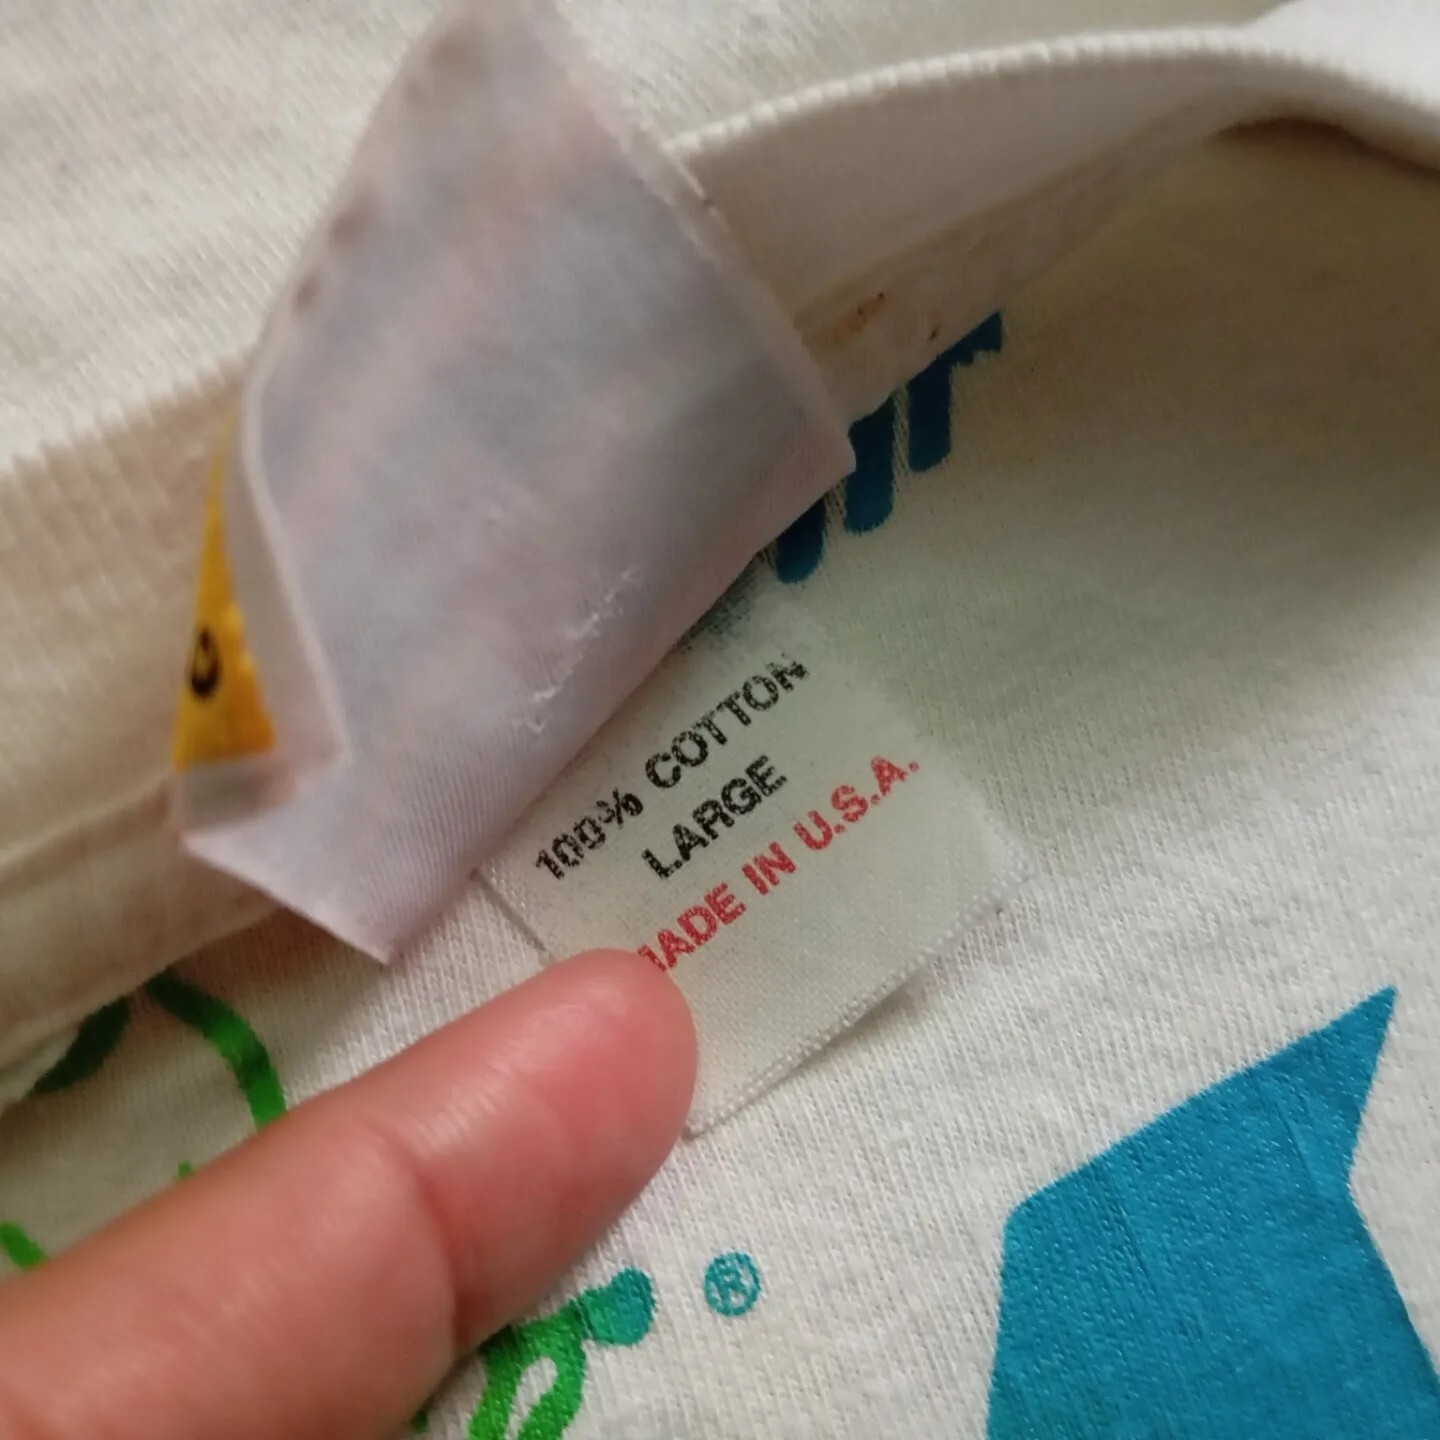 100% COTTON
LARGE
MADE IN U.S.A.
®